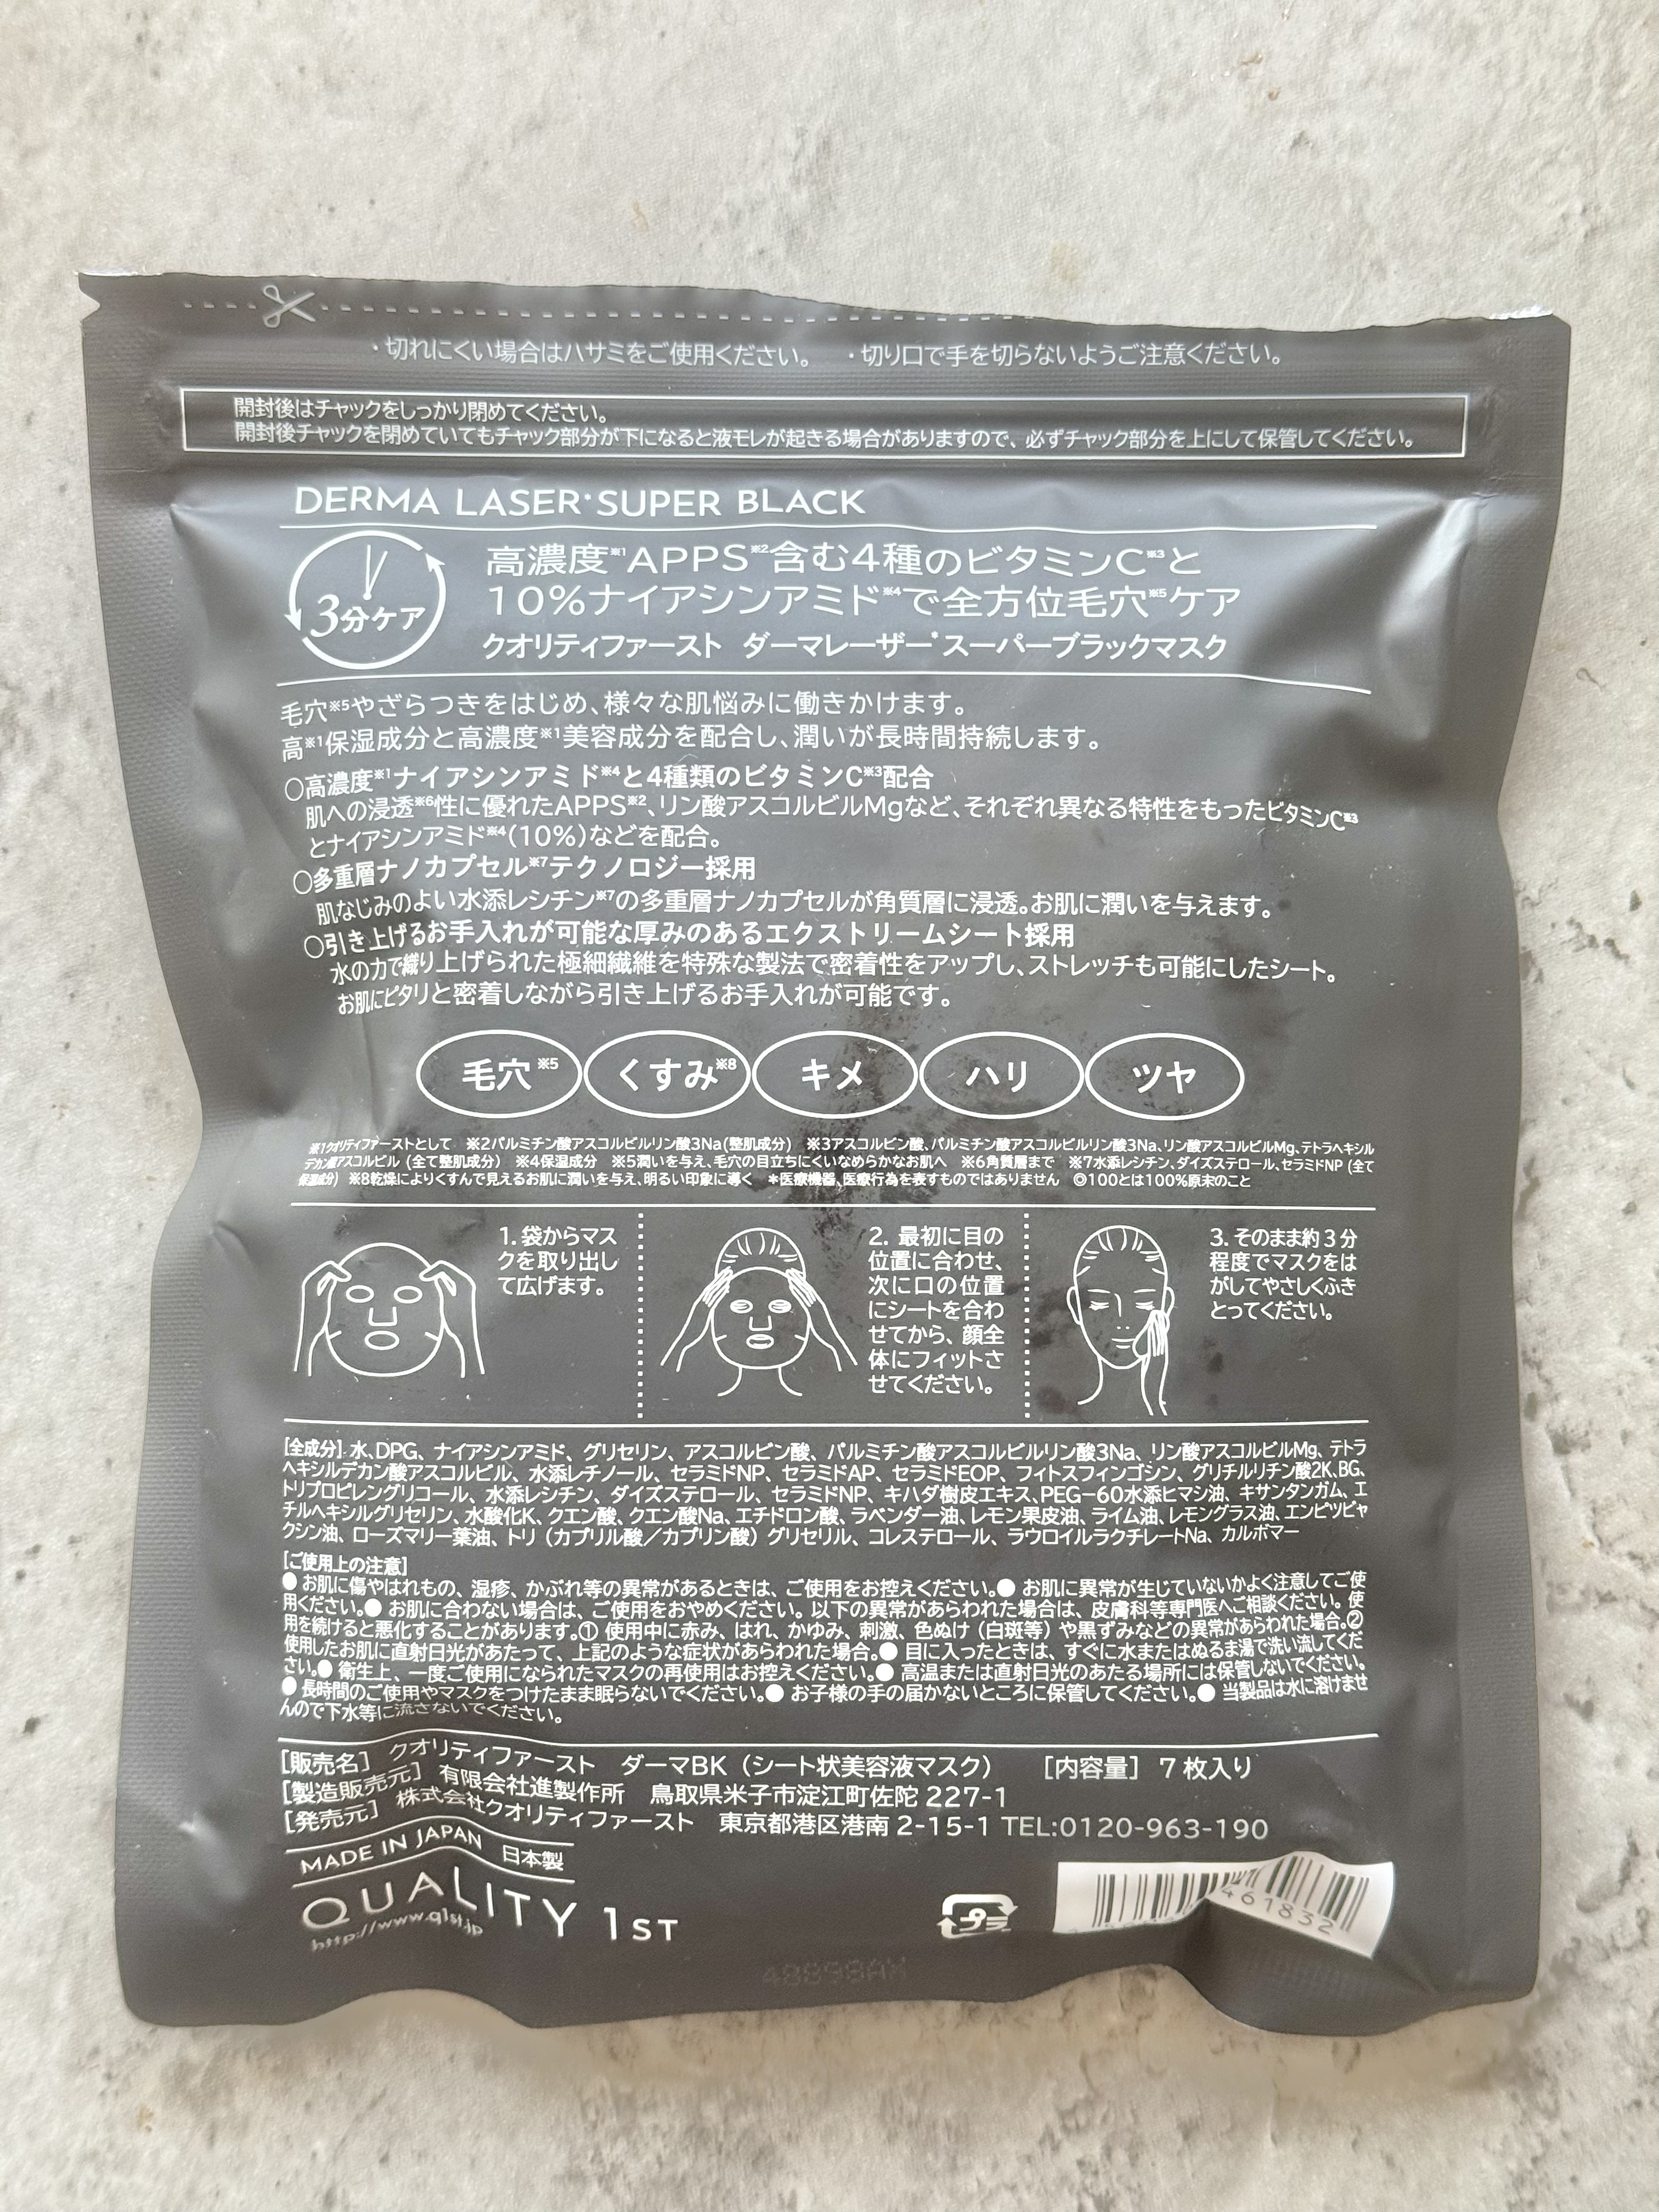 ・切れにくい場合はハサミをご使用ください。　・切り口で手を切らないようご注意ください。
開封後はチャックをしっかり閉めてください。
開封後チャックを閉めていてもチャック部分が下になると液モレが起きる場合がありますので、必ずチャック部分を上にして保管してください。
DERMA LASER*SUPER BLACK
3分ケア
高濃度※1APPS※2含む4種のビタミンC※3と
10%ナイアシンアミド※4で全方位毛穴※5ケア
クオリティファースト ダーマレーザー*スーパーブラックマスク
毛穴※5やざらつきをはじめ、様々な肌悩みに働きかけます。
高※1保湿成分と高濃度※1美容成分を配合し、潤いが長時間持続します。
○高濃度※1ナイアシンアミド※4と4種類のビタミンC※3配合
肌への浸透※6性に優れたAPPS※2、リン酸アスコルビルMgなど、それぞれ異なる特性をもったビタミンC※3
とナイアシンアミド※4(10%)などを配合。
○多重層ナノカプセル※7テクノロジー採用
肌なじみのよい水添レシチン※7の多重層ナノカプセルが角質層に浸透。お肌に潤いを与えます。
○引き上げるお手入れが可能な厚みのあるエクストリームシート採用
水の力で織り上げられた極細繊維を特殊な製法で密着性をアップし、ストレッチも可能にしたシート。
お肌にピタリと密着しながら引き上げるお手入れが可能です。
毛穴※5 くすみ※8 キメ ハリ ツヤ
※1クオリティファーストとして ※2パルミチン酸アスコルビルリン酸3Na(整肌成分) ※3アスコルビン酸、パルミチン酸アスコルビルリン酸3Na、リン酸アスコルビルMg、テトラヘキシル
デカン酸アスコルビル (全て整肌成分) ※4保湿成分 ※5潤いを与え、毛穴の目立ちにくいなめらかなお肌へ ※6角質層まで ※7水添レシチン、ダイズステロール、セラミドNP (全て
保湿成分) ※8乾燥によりくすんで見えるお肌に潤いを与え、明るい印象に導く *医療機器、医療行為を表すものではありません ◎100とは100%原末のこと
1. 袋からマス
クを取り出し
て広げます。
2. 最初に目の
位置に合わせ、
次に口の位置
にシートを合わ
せてから、顔全
体にフィットさ
せてください。
3. そのまま約3分
程度でマスクをは
がしてやさしくふき
とってください。
[全成分] 水、DPG、ナイアシンアミド、グリセリン、アスコルビン酸、パルミチン酸アスコルビルリン酸3Na、リン酸アスコルビルMg、テトラ
ヘキシルデカン酸アスコルビル、水添レチノール、セラミドNP、セラミドAP、セラミドEOP、フィトスフィンゴシン、グリチルリチン酸2K、BG、
トリプロピレングリコール、水添レシチン、ダイズステロール、セラミドNP、キハダ樹皮エキス、PEG-60水添ヒマシ油、キサンタンガム、エ
チルヘキシルグリセリン、水酸化K、クエン酸、クエン酸Na、エチドロン酸、ラベンダー油、レモン果皮油、ライム油、レモングラス油、エンピツビャ
クシン油、ローズマリー葉油、トリ（カプリル酸／カプリン酸）グリセリル、コレステロール、ラウロイルラクチレートNa、カルボマー
[ご使用上の注意]
● お肌に傷やはれもの、湿疹、かぶれ等の異常があるときは、ご使用をお控えください。● お肌に異常が生じていないかよく注意してご使
用ください。● お肌に合わない場合は、ご使用をおやめください。以下の異常があらわれた場合は、皮膚科等専門医へご相談ください。使
用を続けると悪化することがあります。① 使用中に赤み、はれ、かゆみ、刺激、色ぬけ（白斑等）や黒ずみなどの異常があらわれた場合。②
使用したお肌に直射日光があたって、上記のような症状があらわれた場合。● 目に入ったときは、すぐに水またはぬるま湯で洗い流してくだ
さい。● 衛生上、一度ご使用になられたマスクの再使用はお控えください。● 高温または直射日光のあたる場所には保管しないでください。
● 長時間のご使用やマスクをつけたまま眠らないでください。● お子様の手の届かないところに保管してください。● 当製品は水に溶けませ
んので下水等に流さないでください。
[販売名] クオリティファースト ダーマBK（シート状美容液マスク） [内容量] 7枚入り
[製造販売元] 有限会社進製作所 鳥取県米子市淀江町佐陀 227-1
[発売元] 株式会社クオリティファースト 東京都港区港南 2-15-1 TEL:0120-963-190
MADE IN JAPAN 日本製
QUALITY 1ST
http://www.q1st.jp
プラ
461832
48898AX